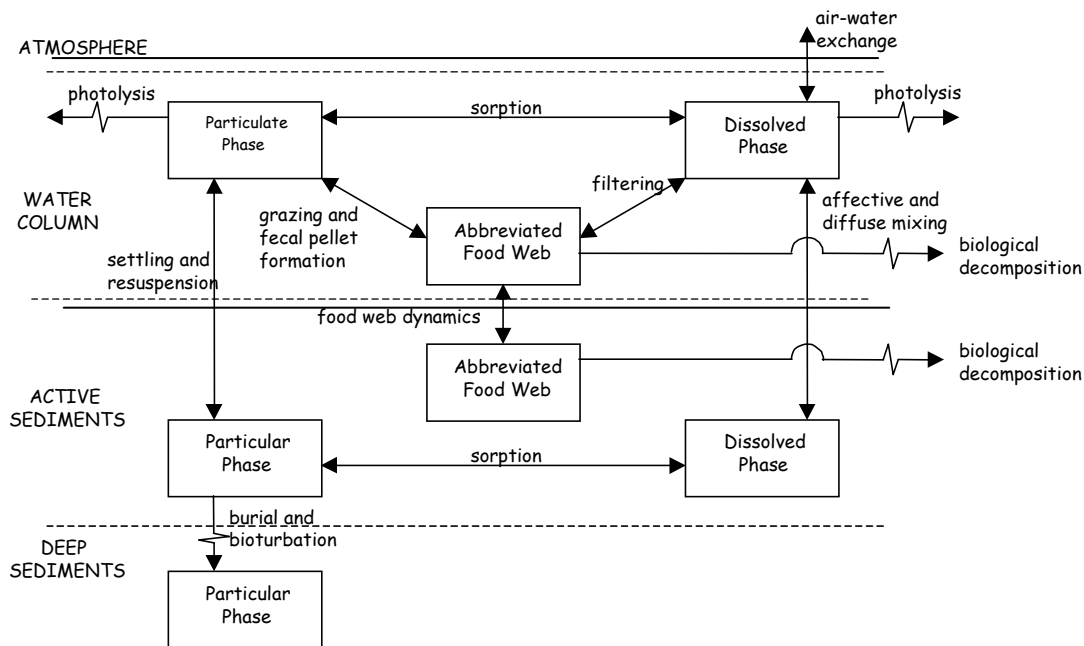 air-water
exchange
ATMOSPHERE
photolysis
sorption
photolysis
Particulate
Phase
Dissolved
Phase
WATER
COLUMN
filtering
affective and
diffuse mixing
grazing and
fecal pellet
formation
Abbreviated
Food Web
biological
decomposition
settling and
resuspension
food web dynamics
Abbreviated
Food Web
biological
decomposition
ACTIVE
SEDIMENTS
Particular
Phase
sorption
Dissolved
Phase
burial and
bioturbation
DEEP
SEDIMENTS
Particular
Phase